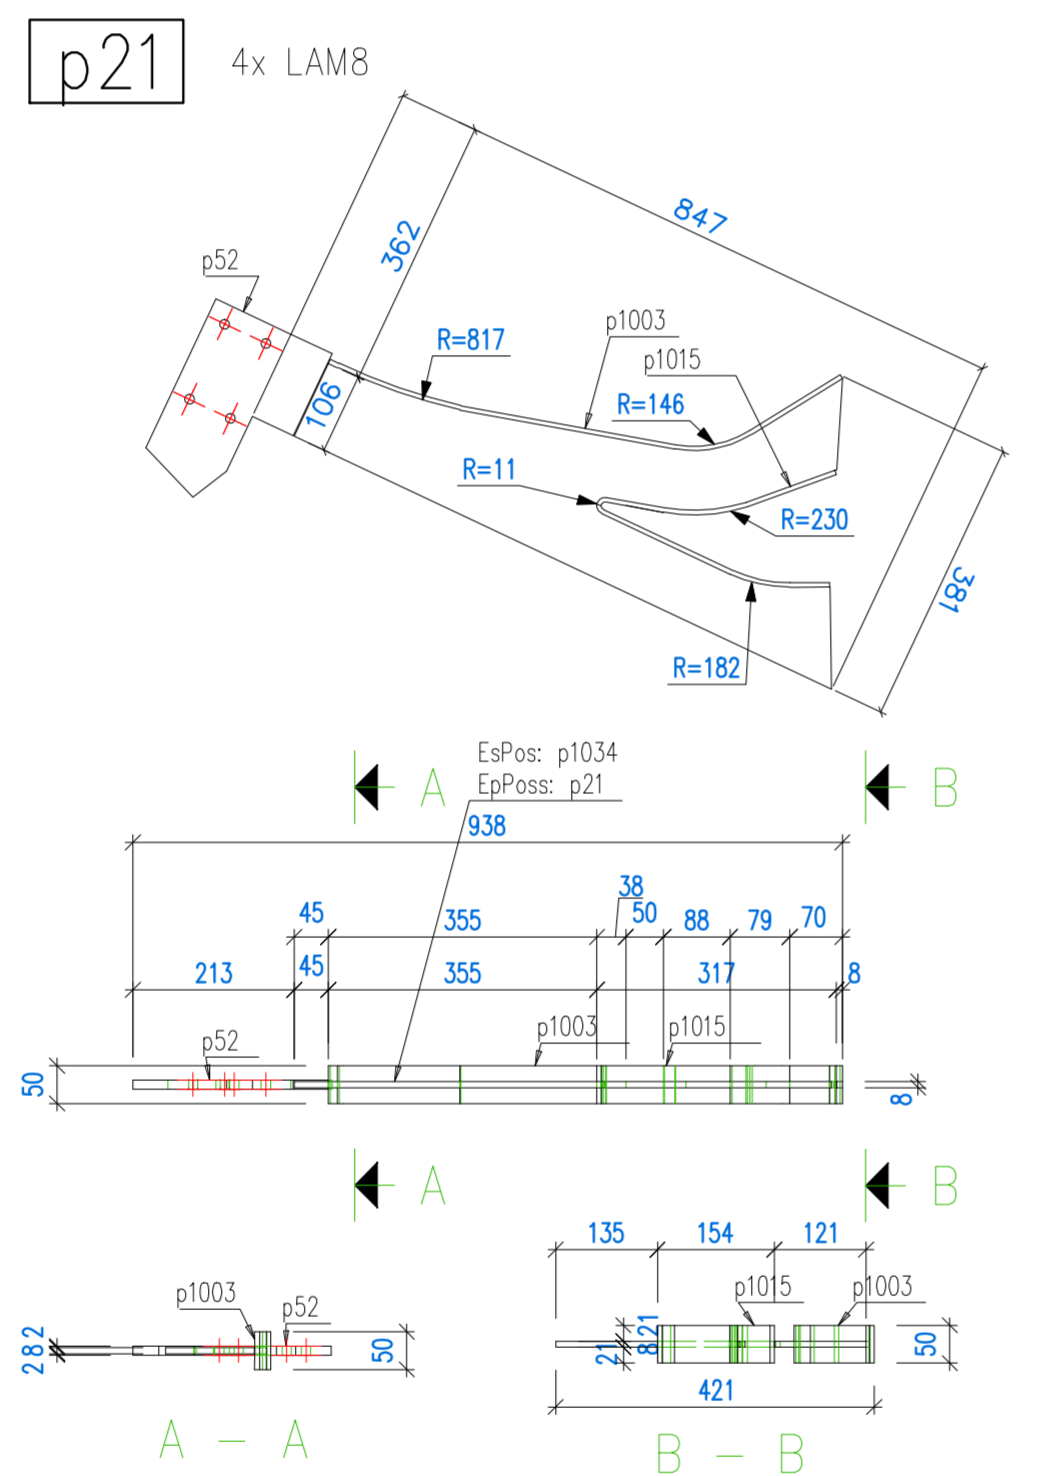 p21 4x LAM8
847
362
p52
R=817
p1003
p1015
106
R=146
R=11
R=230
381
R=182
EsPos: p1034
EpPoss: p21
A B
938
38
45 355 50 88 79 70
213 45 355 317 8
p52 p1003 p1015
50 8
A B
135 154 121
p1003 p52 p1015 p1003
282 50 21 8 21 50
421
A - A B - B